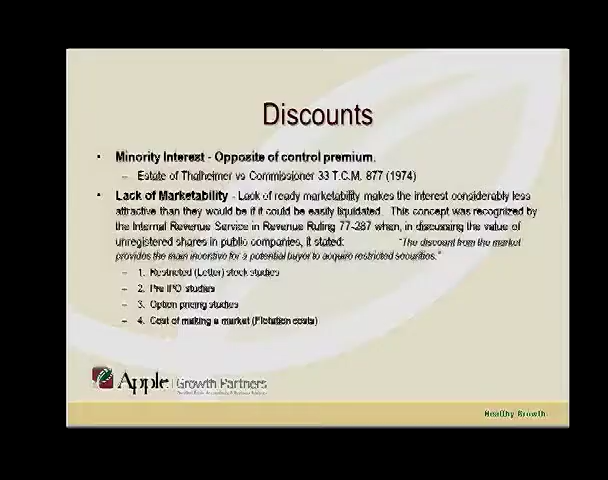 Discounts
• Minority Interest - Opposite of control premium.
– Estate of Thalheimer vs Commissioner 33 T.C.M. 877 (1974)
• Lack of Marketability - Lack of ready marketability makes the interest considerably less
attractive than they would be if it could be easily liquidated. This concept was recognized by
the Internal Revenue Service in Revenue Ruling 77-287 when, in discussing the value of
unregistered shares in public companies, it stated: "The discount from the market
provides the main incentive for a potential buyer to acquire restricted securities."
– 1. Restricted (Letter) stock studies
– 2. Pre IPO studies
– 3. Option pricing studies
– 4. Cost of making a market (Flotation costs)
Apple Growth Partners
Healthy Growth.